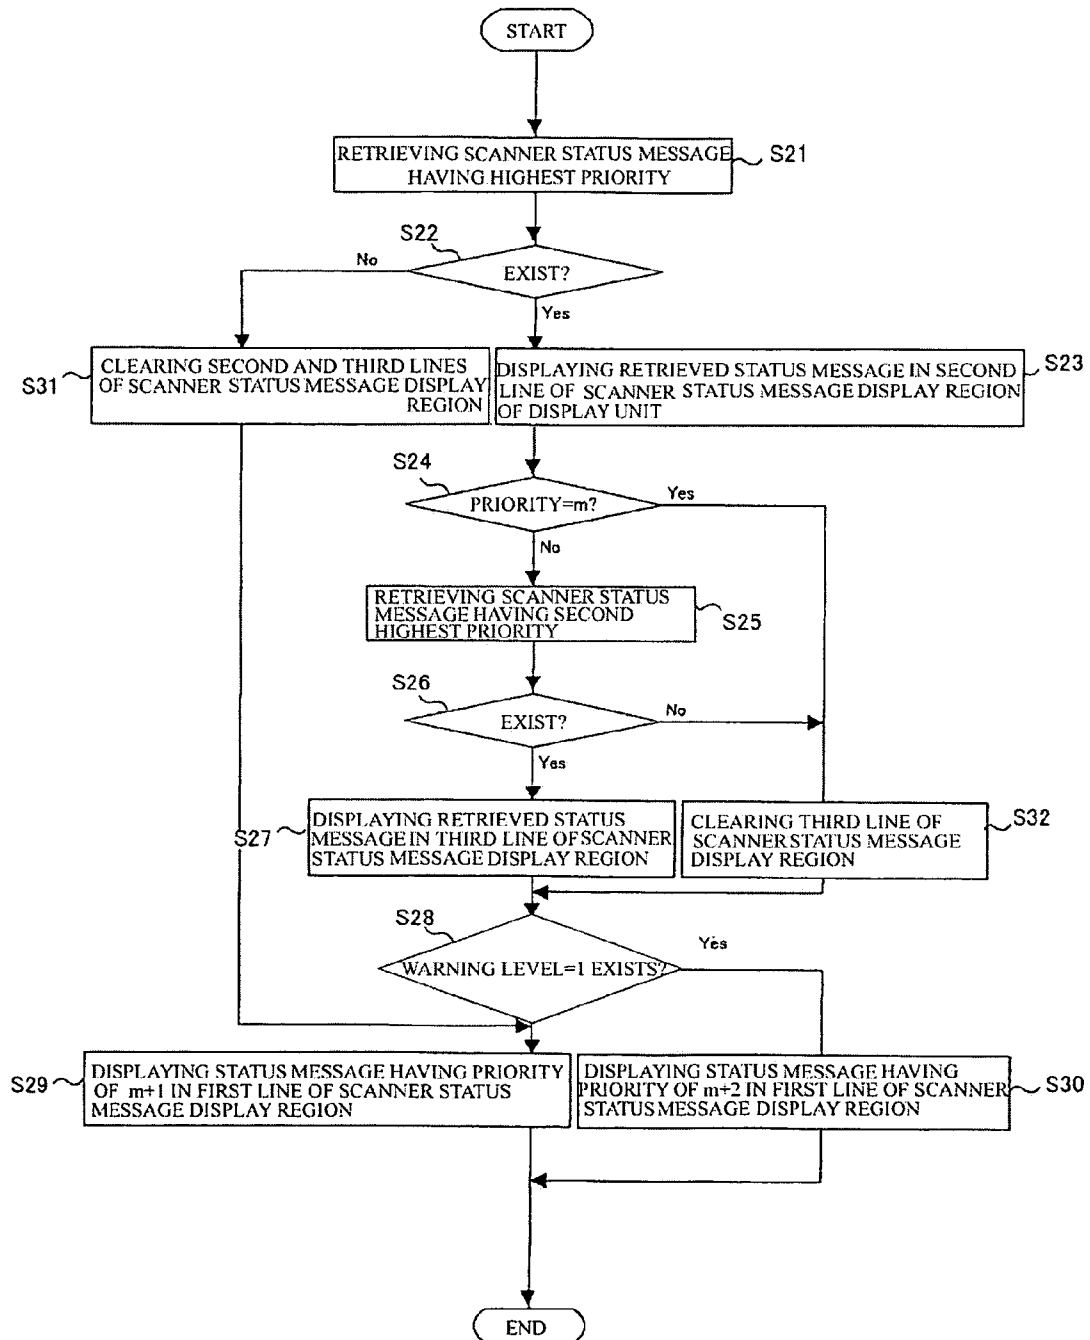 START
RETRIEVING SCANNER STATUS MESSAGE
HAVING HIGHEST PRIORITY
S21
S22
No
EXIST?
Yes
S31
CLEARING SECOND AND THIRD LINES
OF SCANNER STATUS MESSAGE DISPLAY
REGION
DISPLAYING RETRIEVED STATUS MESSAGE IN SECOND
LINE OF SCANNER STATUS MESSAGE DISPLAY REGION
OF DISPLAY UNIT
S23
S24
PRIORITY=m?
Yes
No
RETRIEVING SCANNER STATUS
MESSAGE HAVING SECOND
HIGHEST PRIORITY
S25
S26
EXIST?
No
Yes
S27
DISPLAYING RETRIEVED STATUS
MESSAGE IN THIRD LINE OF SCANNER
STATUS MESSAGE DISPLAY REGION
CLEARING THIRD LINE OF
SCANNER STATUS MESSAGE
DISPLAY REGION
S32
S28
WARNING LEVEL=1 EXISTS?
Yes
S29
DISPLAYING STATUS MESSAGE HAVING PRIORITY
OF m+1 IN FIRST LINE OF SCANNER STATUS
MESSAGE DISPLAY REGION
DISPLAYING STATUS MESSAGE HAVING
PRIORITY OF m+2 IN FIRST LINE OF SCANNER
STATUS MESSAGE DISPLAY REGION
S30
END